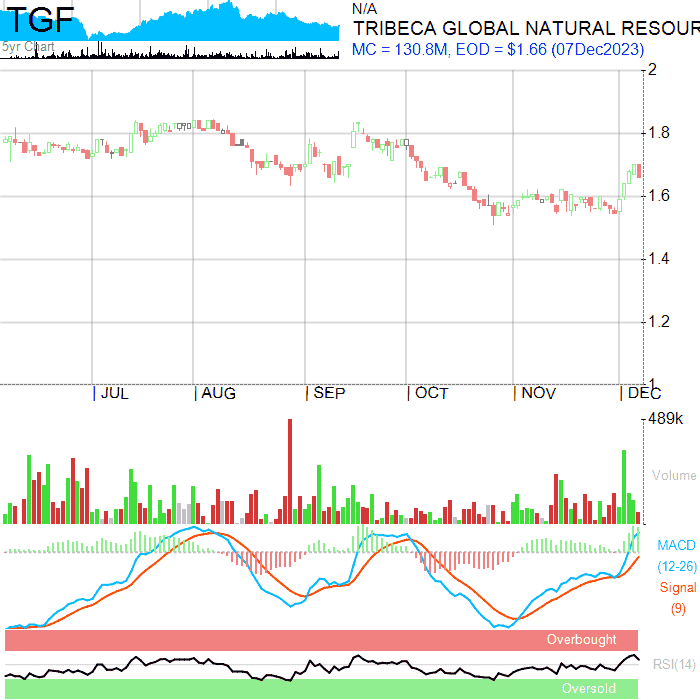 TGF
N/A
TRIBECA GLOBAL NATURAL RESOUR
5yr Chart
MC = 130.8M, EOD = $1.66 (07Dec2023)
2
1.8
1.6
1.4
1.2
1
JUL AUG SEP OCT NOV DEC
489k
Volume
MACD
(12-26)
Signal
(9)
Overbought
RSI(14)
Oversold